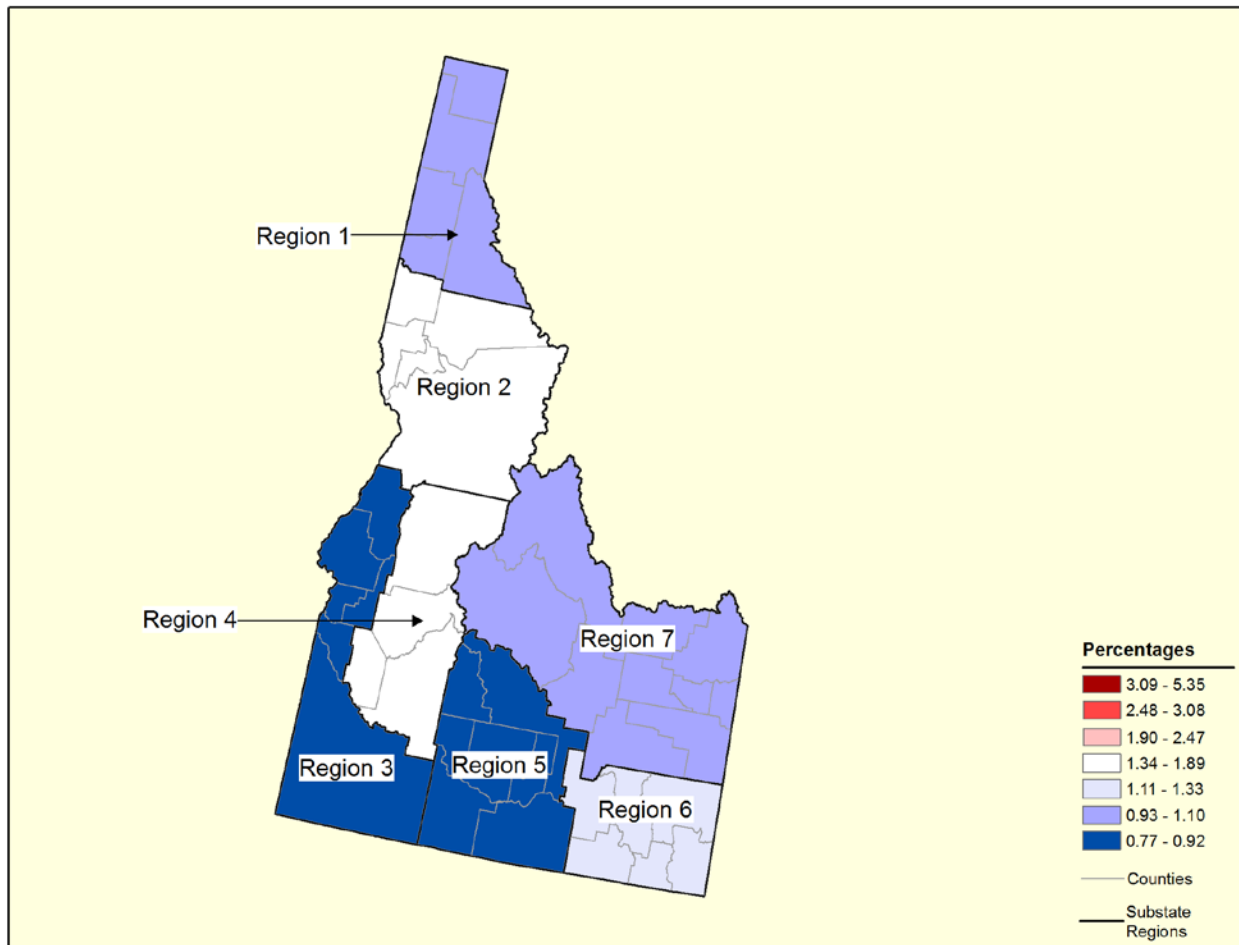 Region 1
Region 2
Region 4
Region 7
Region 3
Region 5
Region 6
Percentages
3.09 - 5.35
2.48 - 3.08
1.90 - 2.47
1.34 - 1.89
1.11 - 1.33
0.93 - 1.10
0.77 - 0.92
Counties
Substate
Regions